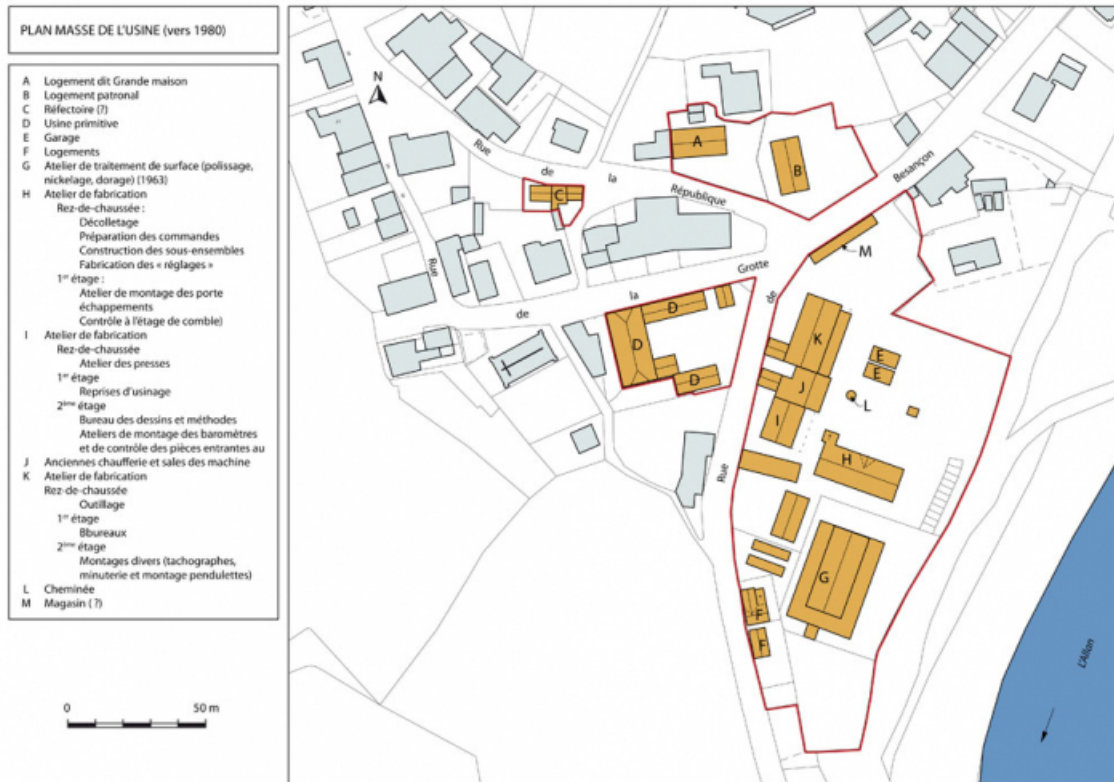 PLAN MASSE DE L'USINE (vers 1980)
A Logement dit Grande maison
B Logement patronal
C Réfectoire (?)
D Usine primitive
E Garage
F Logements
G Atelier de traitement de surface (polissage,
nickelage, dorage) (1963)
H Atelier de fabrication
Rez-de-chaussée :
Décolletage
Préparation des commandes
Construction des sous-ensembles
Fabrication des « réglages »
1er étage :
Atelier de montage des porte
échappements
Contrôle à l'étage de comble)
I Atelier de fabrication
Rez-de-chaussée
Atelier des presses
1er étage
Reprises d'usinage
2ème étage
Bureau des dessins et méthodes
Ateliers de montage des baromètres
et de contrôle des pièces entrantes au
J Anciennes chaufferie et sales des machine
K Atelier de fabrication
Rez-de-chaussée
Outillage
1er étage
Bbureaux
2ème étage
Montages divers (tachographes,
minuterie et montage pendulettes)
L Cheminée
M Magasin ( ?)
0 50 m
N
Rue de la République
A
B
C
Rue de Besançon
M
Rue de la Grotte
D
D
D
K
E
E
J
L
I
H
G
F
F
L'Allan